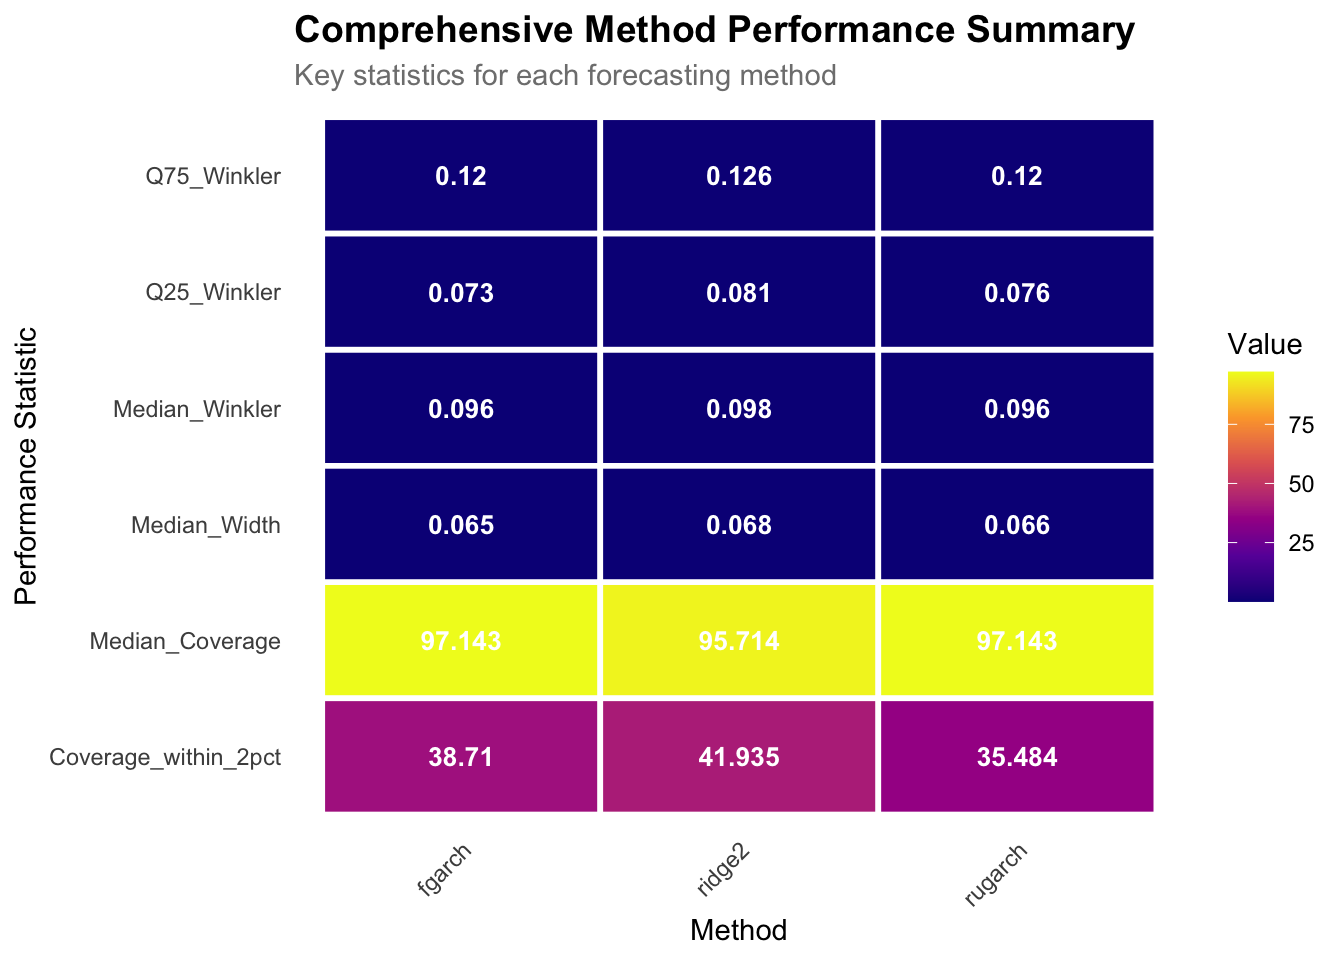 Comprehensive Method Performance Summary
Key statistics for each forecasting method
Performance Statistic
Q75_Winkler 0.12 0.126 0.12
Q25_Winkler 0.073 0.081 0.076
Median_Winkler 0.096 0.098 0.096
Median_Width 0.065 0.068 0.066
Median_Coverage 97.143 95.714 97.143
Coverage_within_2pct 38.71 41.935 35.484
fgarch ridge2 rugarch
Method
Value
75
50
25